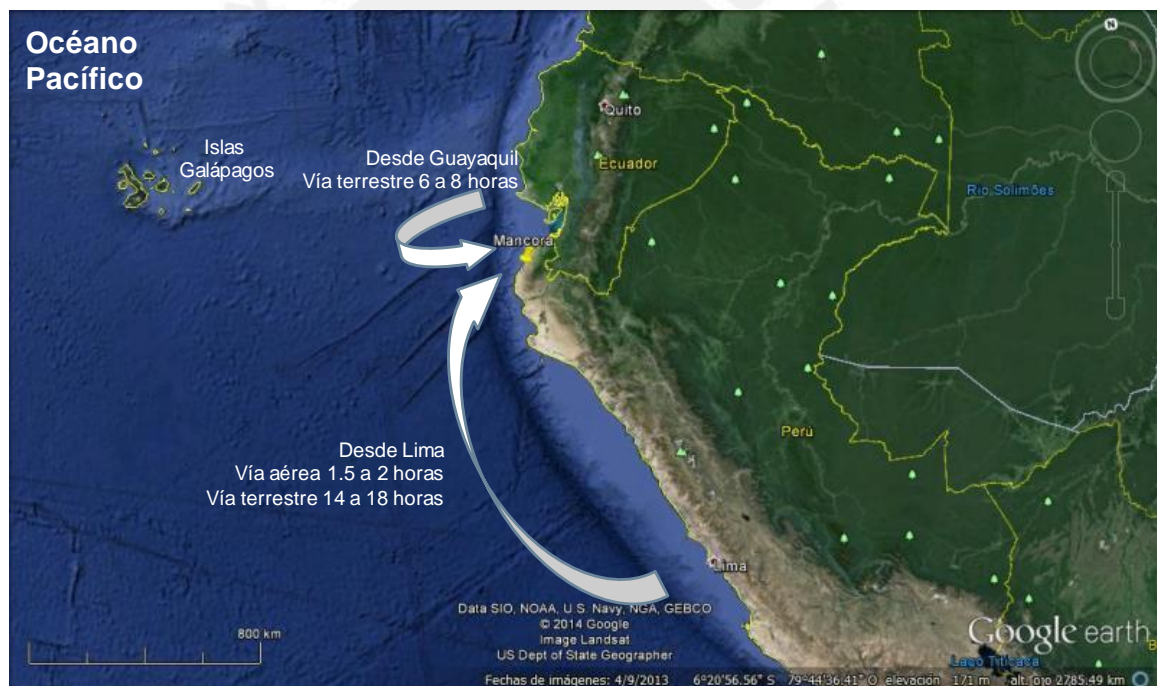 Océano
Pacífico
N
Quito
Islas
Galápagos
Desde Guayaquil
Vía terrestre 6 a 8 horas
Ecuador
Rio Solimões
Mancora
Desde Lima
Vía aérea 1.5 a 2 horas
Vía terrestre 14 a 18 horas
Perú
Lima
Data SIO, NOAA, U.S. Navy, NGA, GEBCO
© 2014 Google
Image Landsat
US Dept of State Geographer
800 km
Google earth
Lago Titicaca
B
Fechas de imágenes: 4/9/2013 6°20'56.56" S 79°44'36.41" O elevación 171 m alt. ojo 2785.49 km